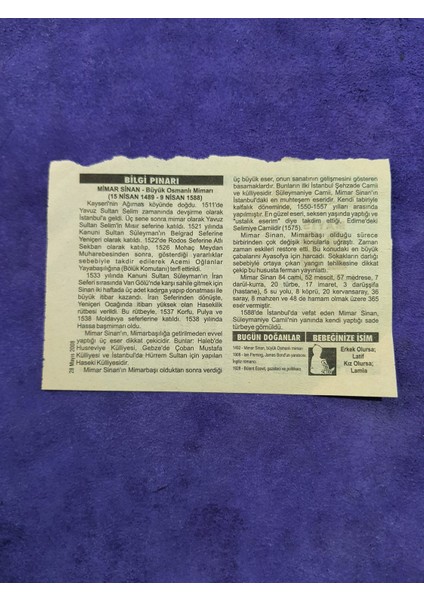 BİLGİ PINARI
MİMAR SİNAN - Büyük Osmanlı Mimarı
(15 NİSAN 1489 - 9 NİSAN 1588)
Kayseri'nin Ağırnas köyünde doğdu. 1511'de
Yavuz Sultan Selim zamanında devşirme olarak
İstanbul'a geldi. Üç sene sonra mimar olarak Yavuz
Sultan Selim'in Mısır seferine katıldı. 1521 yılında
Kanuni Sultan Süleyman'ın Belgrad Seferine
Yeniçeri olarak katıldı. 1522'de Rodos Seferine Atlı
Sekban olarak katılıp, 1526 Mohaç Meydan
Muharebesinden sonra, gösterdiği yararlıklar
sebebiyle takdir edilerek Acemi Oğlanlar
Yayabaşılığına (Bölük Komutanı) terfi ettirildi.
1533 yılında Kanuni Sultan Süleyman'ın İran
Seferi sırasında Van Gölü'nde karşı sahile gitmek için
Sinan iki haftada üç adet kadırga yapıp donatması ile
büyük itibar kazandı. İran Seferinden dönüşte,
Yeniçeri Ocağında itibarı yüksek olan Haseklik
rütbesi verildi. Bu rütbeyle, 1537 Korfu, Pulya ve
1538 Moldavya seferlerine katıldı. 1538 yılında
Hassa başmimarı oldu.
Mimar Sinan'ın, Mimarbaşılığa getirilmeden evvel
yaptığı üç eser dikkat çekicidir. Bunlar: Haleb'de
Husreviye Külliyesi, Gebze'de Çoban Mustafa
Külliyesi ve İstanbul'da Hürrem Sultan için yapılan
Haseki Külliyesidir.
Mimar Sinan'ın Mimarbaşı olduktan sonra verdiği
28 Mayıs 2008
üç büyük eser, onun sanatının gelişmesini gösteren
basamaklardır. Bunların ilki İstanbul Şehzade Camii
ve külliyesidir. Süleymaniye Camii, Mimar Sinan'ın
İstanbul'daki en muhteşem eseridir. Kendi tabiriyle
kalfalık döneminde, 1550-1557 yılları arasında
yapılmıştır. En güzel eseri, seksen yaşında yaptığı ve
"ustalık eserim" diye takdim ettiği, Edirne'deki
Selimiye Camiidir (1575).
Mimar Sinan, Mimarbaşı olduğu sürece
birbirinden çok değişik konularla uğraştı. Zaman
zaman eskileri restore etti. Bu konudaki en büyük
çabalarını Ayasofya için harcadı. Sokakların darlığı
sebebiyle ortaya çıkan yangın tehlikesine dikkat
çekip bu hususta ferman yayınlattı.
Mimar Sinan 84 cami, 52 mescit, 57 medrese, 7
darül-kurra, 20 türbe, 17 imaret, 3 darüşşifa
(hastane), 5 su yolu, 8 köprü, 20 kervansaray, 36
saray, 8 mahzen ve 48 de hamam olmak üzere 365
eser vermiştir.
1588'de İstanbul'da vefat eden Mimar Sinan,
Süleymaniye Camii'nin yanında kendi yaptığı sade
türbeye gömüldü.
BUGÜN DOĞANLAR
BEBEĞİNİZE İSİM
Erkek Olursa;
Latif
Kız Olursa;
Lamia